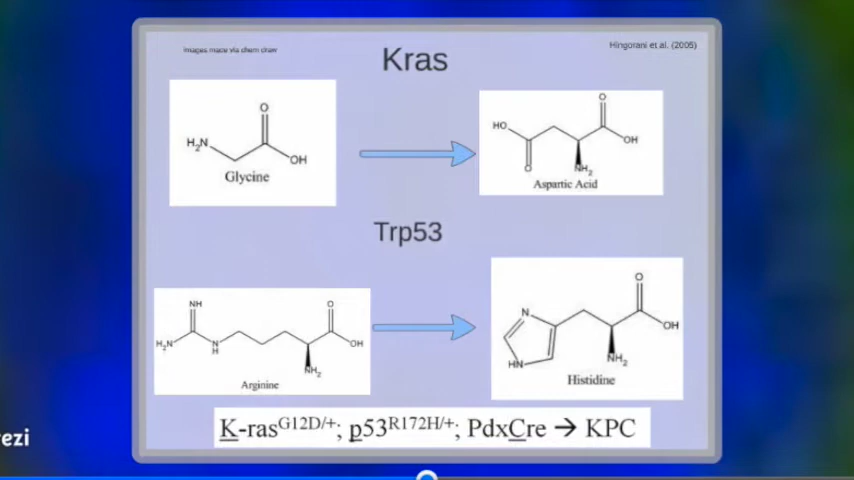 Images made via chem draw
Hingorani et al. (2005)
Kras
O
H₂N
OH
Glycine
O
HO
OH
O
NH₂
Aspartic Acid
Trp53
NH
O
H₂N
N
H
OH
NH₂
Arginine
O
N
OH
HN
NH₂
Histidine
K-rasG12D/+; p53R172H/+; PdxCre → KPC
ezi